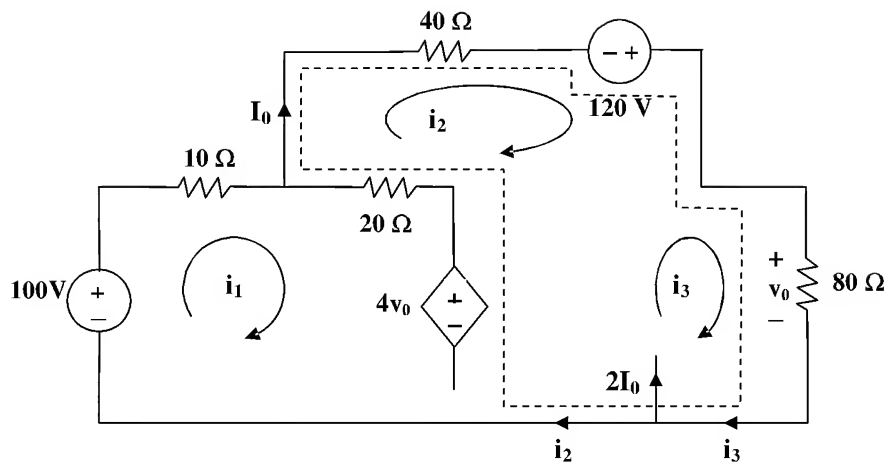 40 Ω
− +
120 V
I₀
i₂
10 Ω
20 Ω
100V
+
−
i₁
4v₀
+
−
i₃
+
v₀
−
80 Ω
2I₀
i₂
i₃